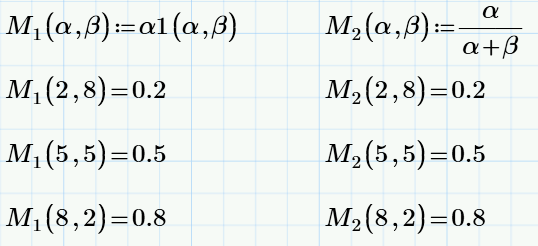 M₁(α,β):=α1(α,β) M₂(α,β):=α/(α+β)
M₁(2,8)=0.2 M₂(2,8)=0.2
M₁(5,5)=0.5 M₂(5,5)=0.5
M₁(8,2)=0.8 M₂(8,2)=0.8